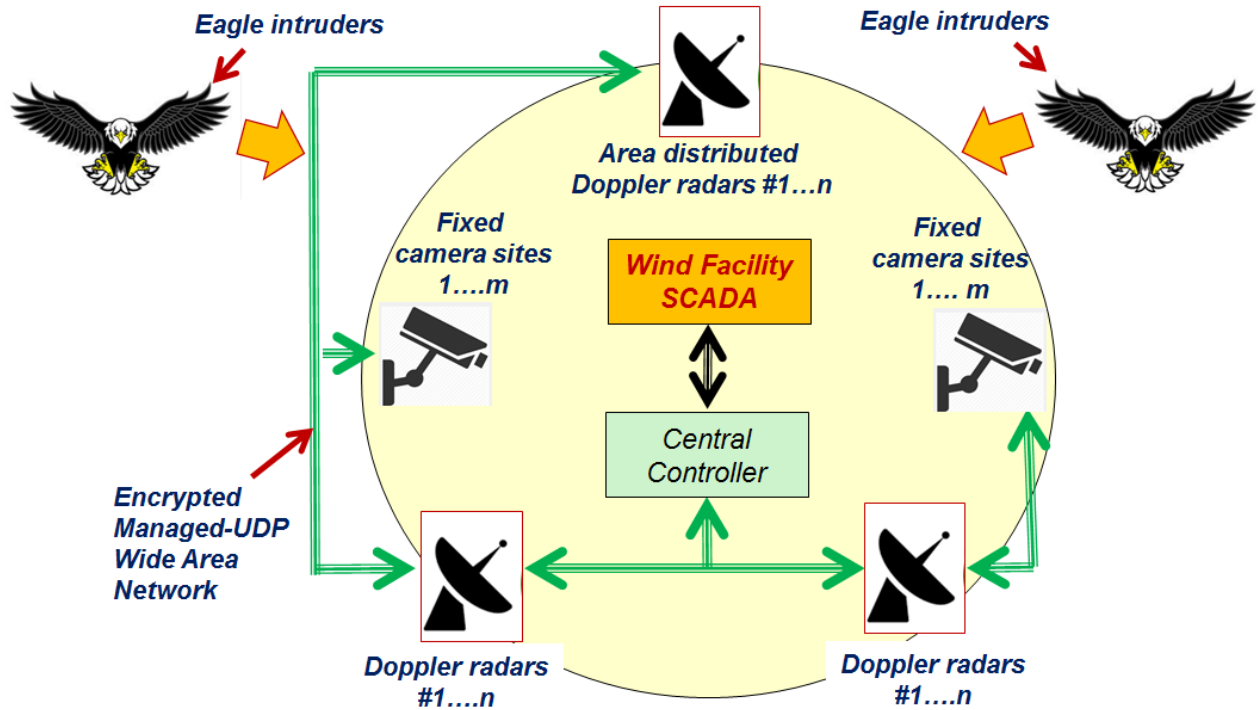 Eagle intruders
Eagle intruders
Area distributed
Doppler radars #1...n
Fixed
camera sites
1....m
Fixed
camera sites
1.... m
Wind Facility
SCADA
Central
Controller
Encrypted
Managed-UDP
Wide Area
Network
Doppler radars
#1....n
Doppler radars
#1....n